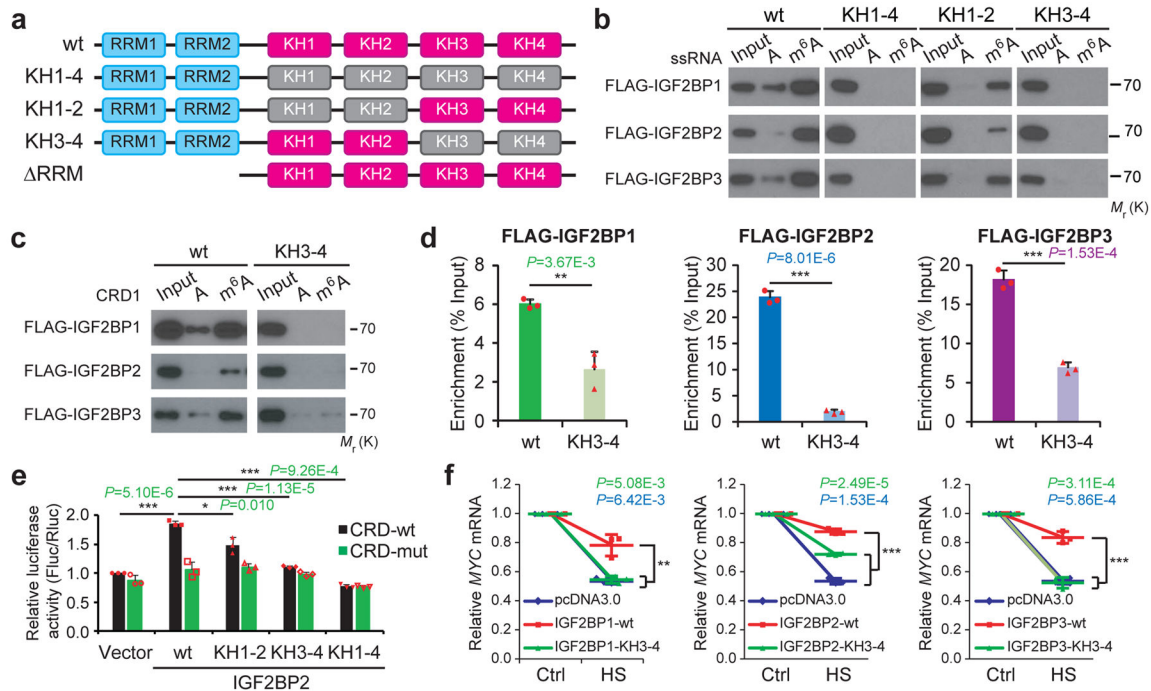 a
wt RRM1 RRM2 KH1 KH2 KH3 KH4
KH1-4 RRM1 RRM2 KH1 KH2 KH3 KH4
KH1-2 RRM1 RRM2 KH1 KH2 KH3 KH4
KH3-4 RRM1 RRM2 KH1 KH2 KH3 KH4
ΔRRM KH1 KH2 KH3 KH4
b
wt KH1-4 KH1-2 KH3-4
ssRNA Input A m⁶A Input A m⁶A Input A m⁶A Input A m⁶A
FLAG-IGF2BP1 –70
FLAG-IGF2BP2 –70
FLAG-IGF2BP3 –70
Mr (K)
c
wt KH3-4
CRD1 Input A m⁶A Input A m⁶A
FLAG-IGF2BP1 –70
FLAG-IGF2BP2 –70
FLAG-IGF2BP3 –70
Mr (K)
d
FLAG-IGF2BP1
P=3.67E-3
**
Enrichment (% Input)
8
6
4
2
0
wt KH3-4
FLAG-IGF2BP2
P=8.01E-6
***
Enrichment (% Input)
30
25
20
15
10
5
0
wt KH3-4
FLAG-IGF2BP3
*** P=1.53E-4
Enrichment (% Input)
20
15
10
5
0
wt KH3-4
e
*** P=9.26E-4
P=5.10E-6 *** P=1.13E-5
*** * P=0.010
Relative luciferase
activity (Fluc/Rluc)
2.0
1.5
1.0
0.5
0.0
CRD-wt
CRD-mut
Vector wt KH1-2 KH3-4 KH1-4
IGF2BP2
f
P=5.08E-3
P=6.42E-3
Relative MYC mRNA
1.2
1.0
0.8
0.6
0.4
0.2
0
**
pcDNA3.0
IGF2BP1-wt
IGF2BP1-KH3-4
Ctrl HS
P=2.49E-5
P=1.53E-4
Relative MYC mRNA
1.2
1.0
0.8
0.6
0.4
0.2
0
***
pcDNA3.0
IGF2BP2-wt
IGF2BP2-KH3-4
Ctrl HS
P=3.11E-4
P=5.86E-4
Relative MYC mRNA
1.2
1.0
0.8
0.6
0.4
0.2
0
***
pcDNA3.0
IGF2BP3-wt
IGF2BP3-KH3-4
Ctrl HS